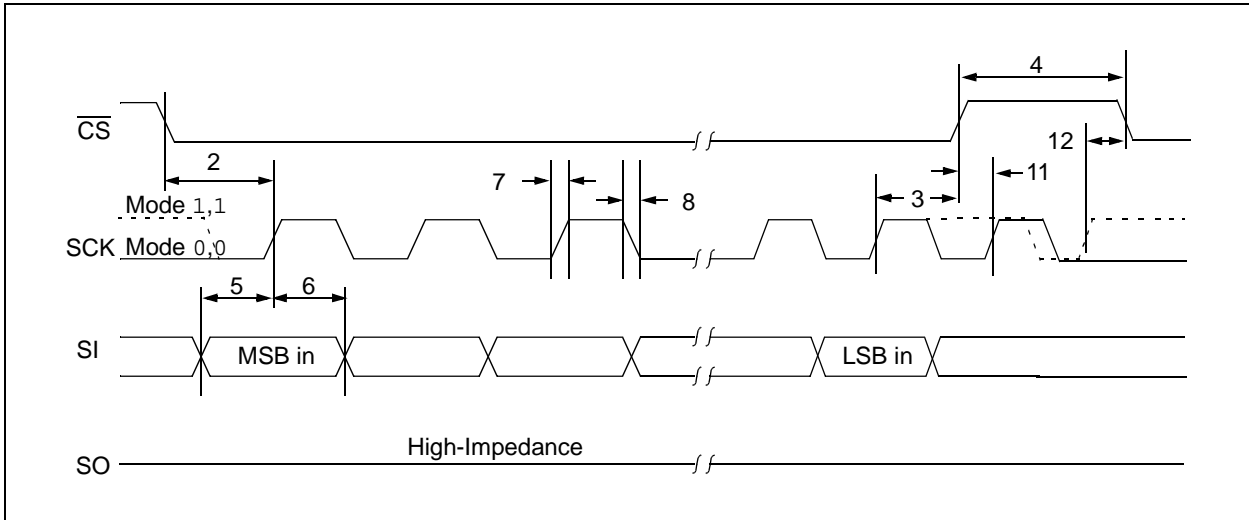 4
CS
12
2
11
7
8
3
Mode 1,1
SCK Mode 0,0
5
6
SI
MSB in
LSB in
High-Impedance
SO